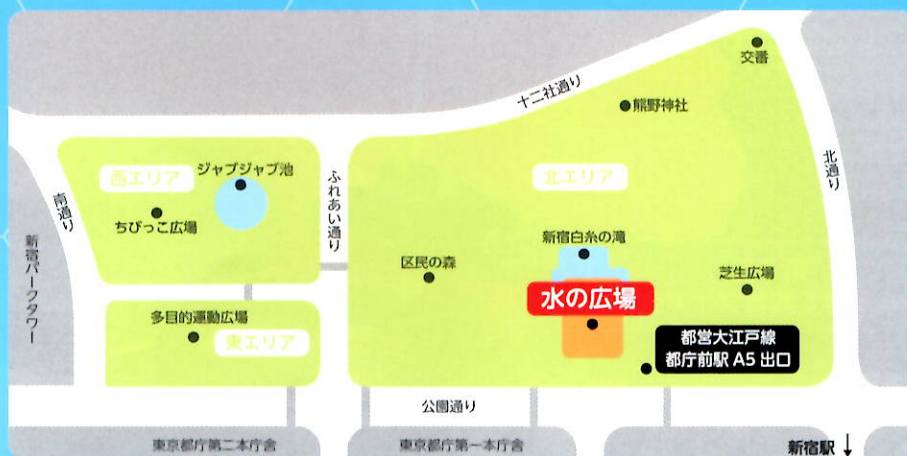 交番
十二社通り
熊野神社
西エリア
ジャブジャブ池
ふれあい通り
北エリア
北通り
南通り
ちびっこ広場
新宿白糸の滝
新宿パークタワー
区民の森
芝生広場
水の広場
多目的運動広場
東エリア
都営大江戸線
都庁前駅 A5 出口
公園通り
東京都庁第二本庁舎
東京都庁第一本庁舎
新宿駅